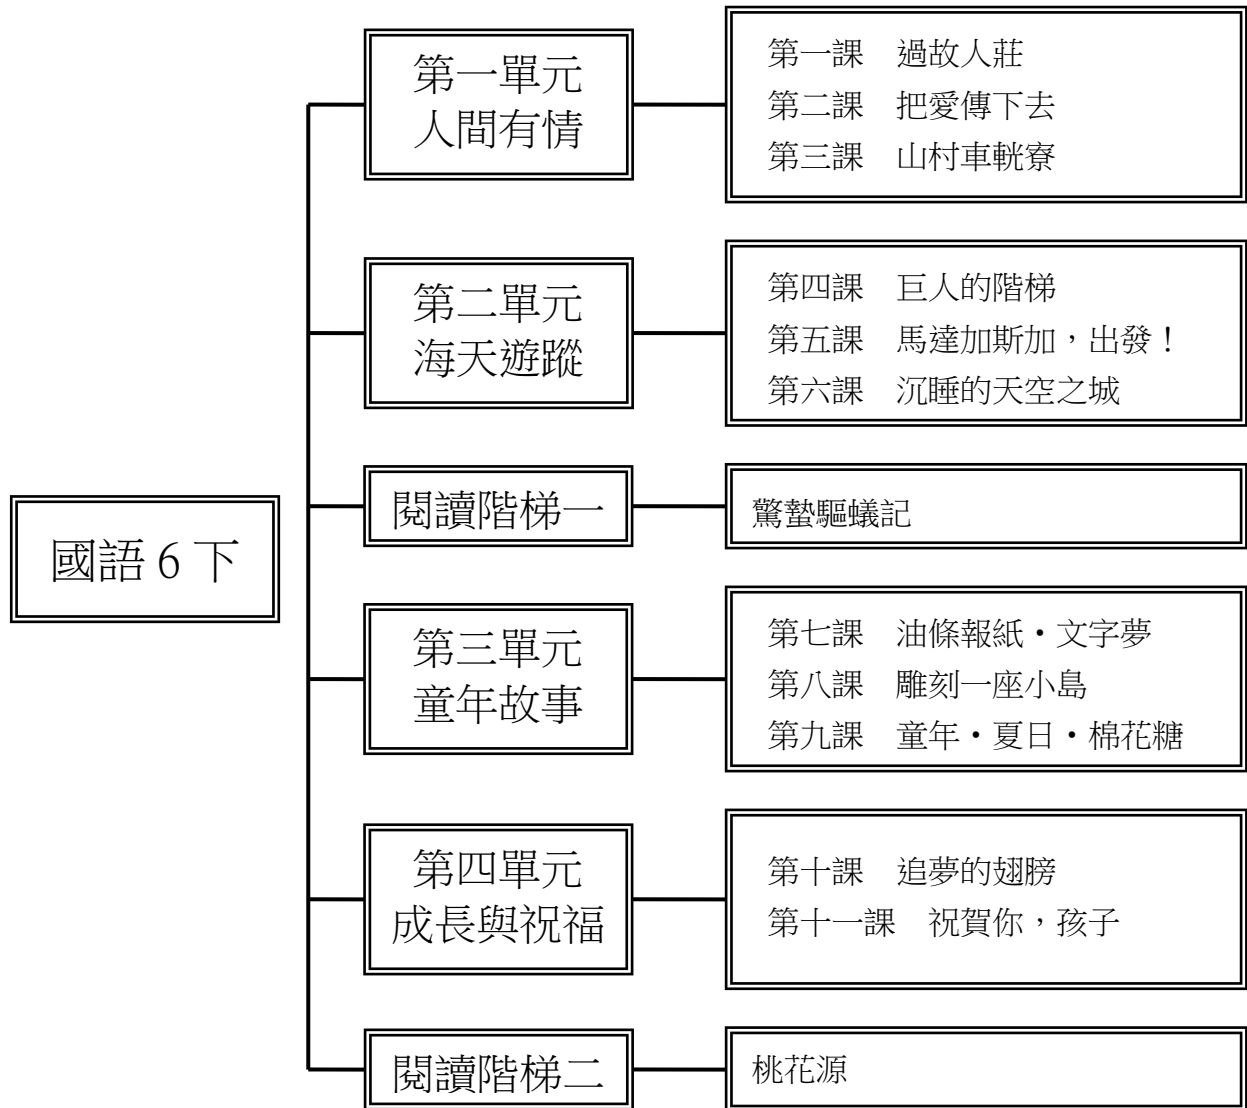 國語6下
第一單元
人間有情
第一課　過故人莊
第二課　把愛傳下去
第三課　山村車輄寮
第二單元
海天遊蹤
第四課　巨人的階梯
第五課　馬達加斯加，出發！
第六課　沉睡的天空之城
閱讀階梯一
驚蟄驅蟻記
第三單元
童年故事
第七課　油條報紙・文字夢
第八課　雕刻一座小島
第九課　童年・夏日・棉花糖
第四單元
成長與祝福
第十課　追夢的翅膀
第十一課　祝賀你，孩子
閱讀階梯二
桃花源